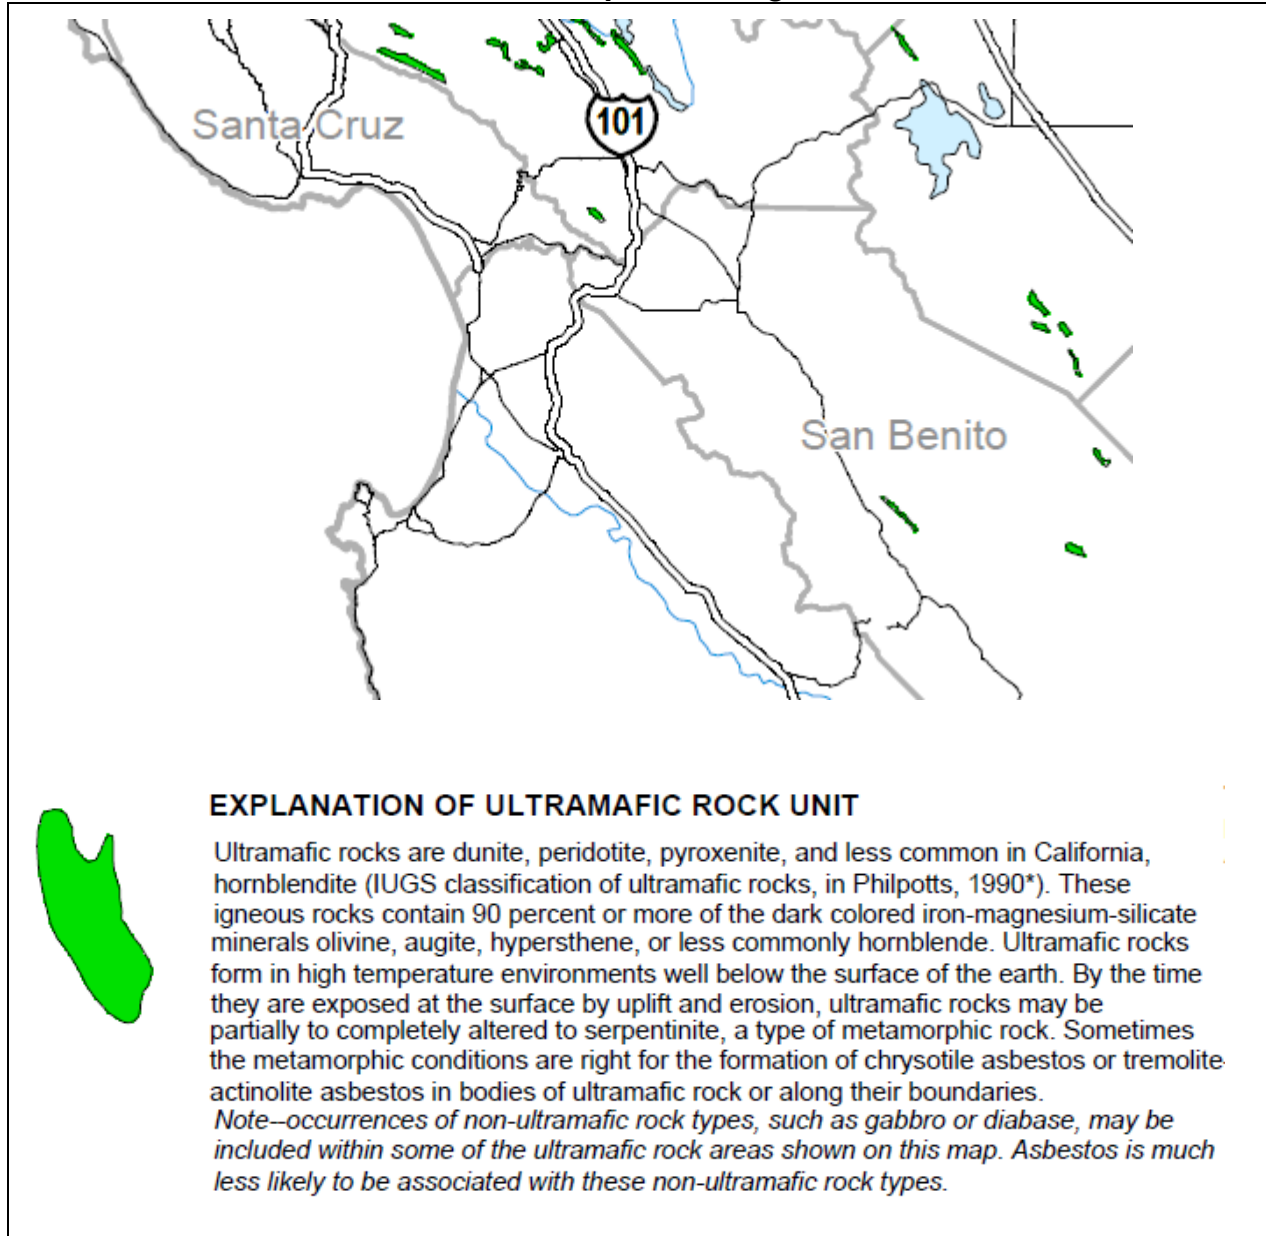 Santa Cruz
101
San Benito
EXPLANATION OF ULTRAMAFIC ROCK UNIT
Ultramafic rocks are dunite, peridotite, pyroxenite, and less common in California,
hornblendite (IUGS classification of ultramafic rocks, in Philpotts, 1990*). These
igneous rocks contain 90 percent or more of the dark colored iron-magnesium-silicate
minerals olivine, augite, hypersthene, or less commonly hornblende. Ultramafic rocks
form in high temperature environments well below the surface of the earth. By the time
they are exposed at the surface by uplift and erosion, ultramafic rocks may be
partially to completely altered to serpentinite, a type of metamorphic rock. Sometimes
the metamorphic conditions are right for the formation of chrysotile asbestos or tremolite-
actinolite asbestos in bodies of ultramafic rock or along their boundaries.
Note--occurrences of non-ultramafic rock types, such as gabbro or diabase, may be
included within some of the ultramafic rock areas shown on this map. Asbestos is much
less likely to be associated with these non-ultramafic rock types.